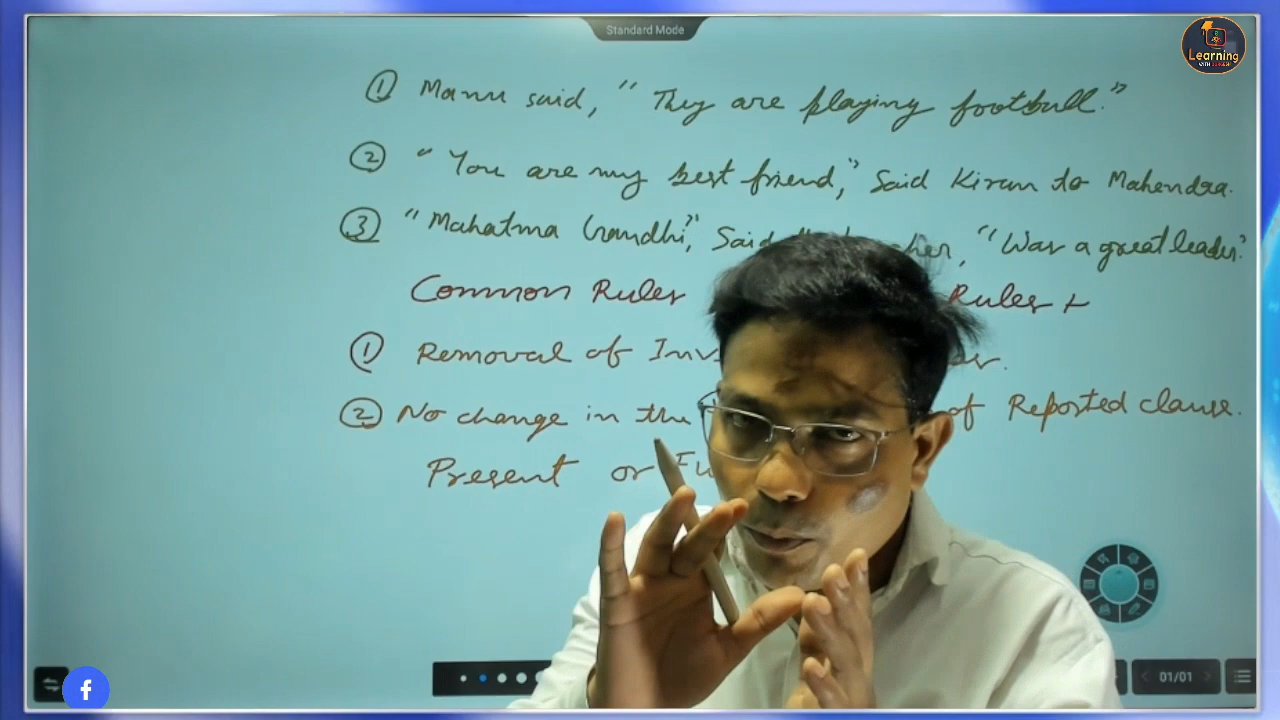 Standard Mode
Learning
① Manu said, "They are playing football."
② "You are my best friend," Said Kiran to Mahendra.
③ "Mahatma Gandhi", Said "Was a great leader."
Common Rules Rules +
① Removal of
② No change in the of Reported clause.
Present or
01/01